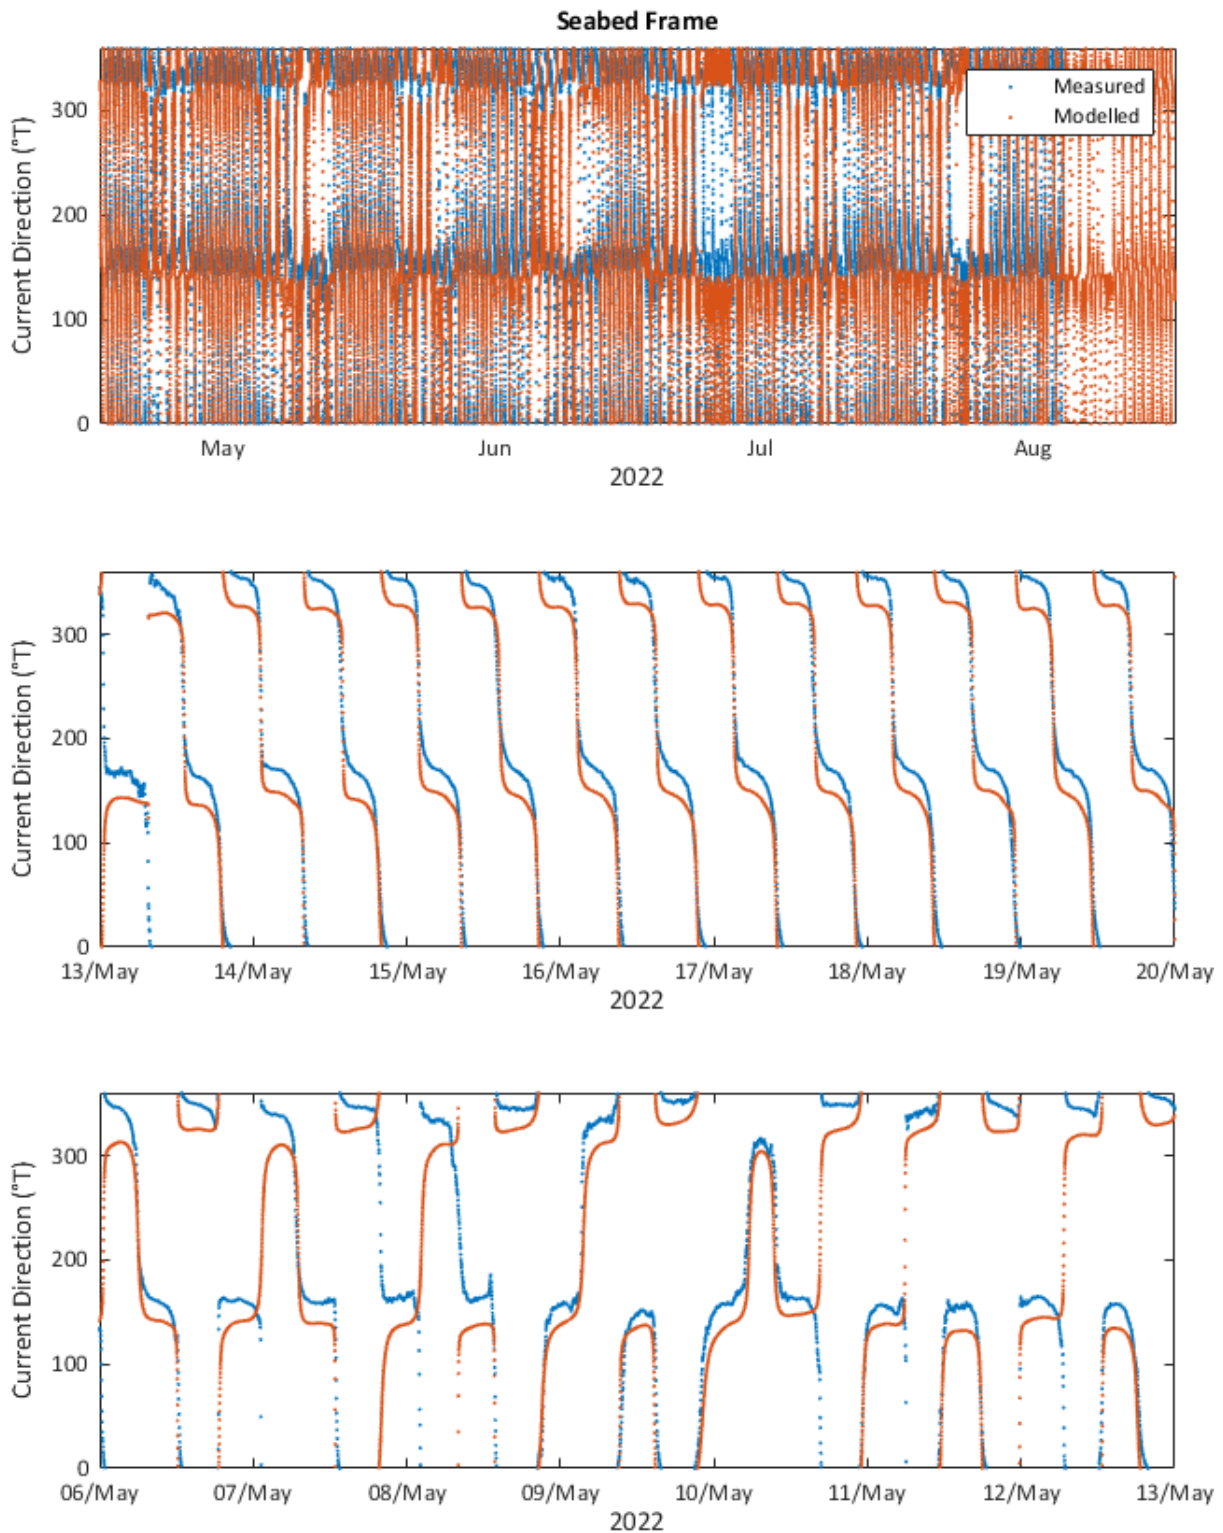 Seabed Frame
Current Direction (°T)
300
200
100
0
Measured
Modelled
May
Jun
Jul
Aug
2022
Current Direction (°T)
300
200
100
0
13/May
14/May
15/May
16/May
17/May
18/May
19/May
20/May
2022
Current Direction (°T)
300
200
100
0
06/May
07/May
08/May
09/May
10/May
11/May
12/May
13/May
2022